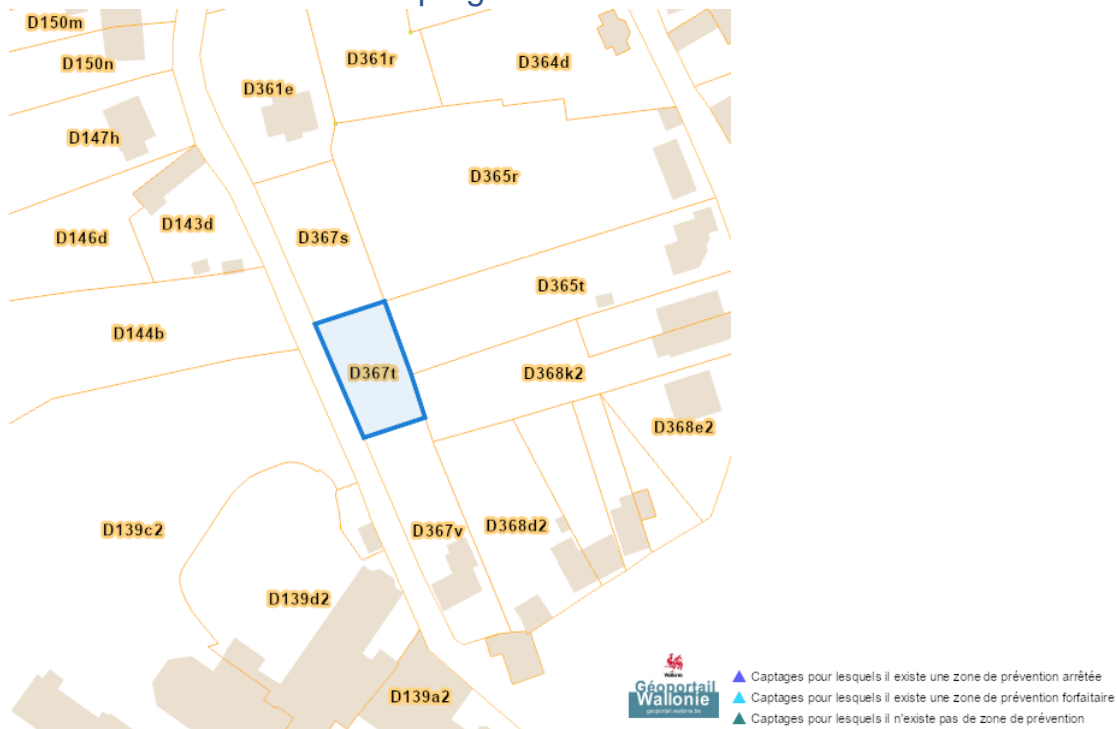 D150m
D150n
D361r
D364d
D361e
D147h
D365r
D143d
D146d
D367s
D365t
D144b
D367t
D368k2
D368e2
D139c2
D367v
D368d2
D139d2
D139a2
Wallonie
Géoportail
Wallonie
geoportail.wallonie.be
Captages pour lesquels il existe une zone de prévention arrêtée
Captages pour lesquels il existe une zone de prévention forfaitaire
Captages pour lesquels il n'existe pas de zone de prévention